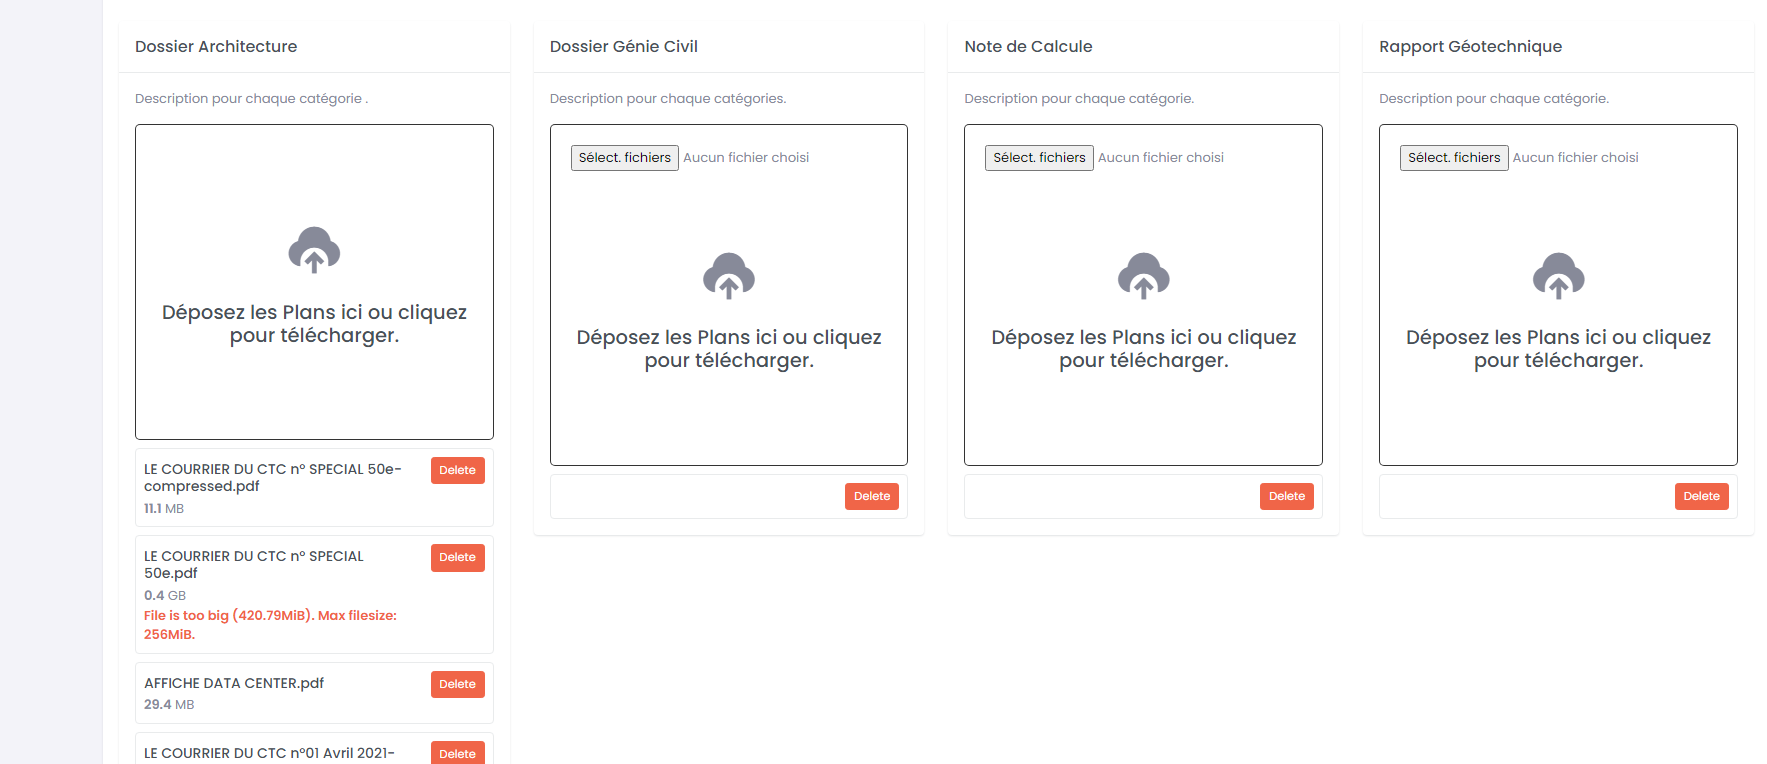 Dossier Architecture
Description pour chaque catégorie .
Déposez les Plans ici ou cliquez
pour télécharger.
LE COURRIER DU CTC n° SPECIAL 50e-
compressed.pdf
Delete
11.1 MB
LE COURRIER DU CTC n° SPECIAL
50e.pdf
Delete
0.4 GB
File is too big (420.79MiB). Max filesize:
256MiB.
AFFICHE DATA CENTER.pdf
Delete
29.4 MB
LE COURRIER DU CTC n°01 Avril 2021-
Delete
Dossier Génie Civil
Description pour chaque catégories.
Sélect. fichiers Aucun fichier choisi
Déposez les Plans ici ou cliquez
pour télécharger.
Delete
Note de Calcule
Description pour chaque catégorie.
Sélect. fichiers Aucun fichier choisi
Déposez les Plans ici ou cliquez
pour télécharger.
Delete
Rapport Géotechnique
Description pour chaque catégorie.
Sélect. fichiers Aucun fichier choisi
Déposez les Plans ici ou cliquez
pour télécharger.
Delete